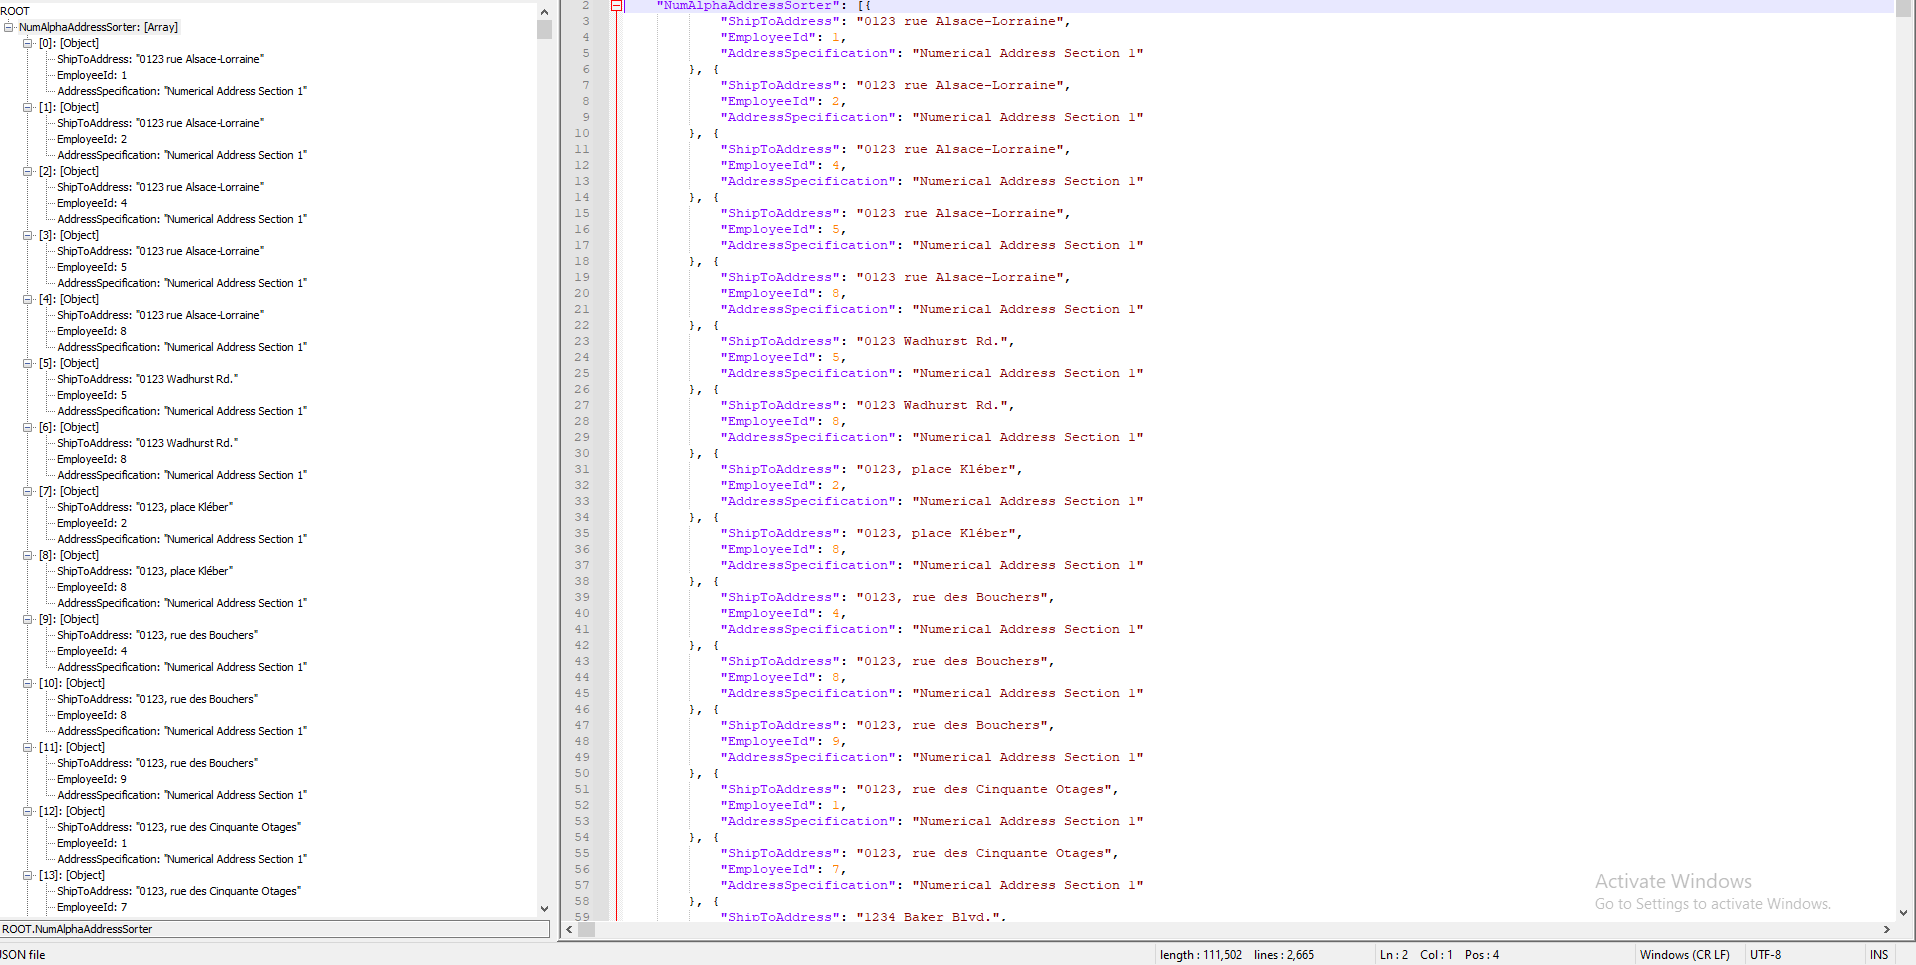 ROOT
NumAlphaAddressSorter: [Array]
[0]: [Object]
ShipToAddress: "0123 rue Alsace-Lorraine"
EmployeeId: 1
AddressSpecification: "Numerical Address Section 1"
[1]: [Object]
ShipToAddress: "0123 rue Alsace-Lorraine"
EmployeeId: 2
AddressSpecification: "Numerical Address Section 1"
[2]: [Object]
ShipToAddress: "0123 rue Alsace-Lorraine"
EmployeeId: 4
AddressSpecification: "Numerical Address Section 1"
[3]: [Object]
ShipToAddress: "0123 rue Alsace-Lorraine"
EmployeeId: 5
AddressSpecification: "Numerical Address Section 1"
[4]: [Object]
ShipToAddress: "0123 rue Alsace-Lorraine"
EmployeeId: 8
AddressSpecification: "Numerical Address Section 1"
[5]: [Object]
ShipToAddress: "0123 Wadhurst Rd."
EmployeeId: 5
AddressSpecification: "Numerical Address Section 1"
[6]: [Object]
ShipToAddress: "0123 Wadhurst Rd."
EmployeeId: 8
AddressSpecification: "Numerical Address Section 1"
[7]: [Object]
ShipToAddress: "0123, place Kléber"
EmployeeId: 2
AddressSpecification: "Numerical Address Section 1"
[8]: [Object]
ShipToAddress: "0123, place Kléber"
EmployeeId: 8
AddressSpecification: "Numerical Address Section 1"
[9]: [Object]
ShipToAddress: "0123, rue des Bouchers"
EmployeeId: 4
AddressSpecification: "Numerical Address Section 1"
[10]: [Object]
ShipToAddress: "0123, rue des Bouchers"
EmployeeId: 8
AddressSpecification: "Numerical Address Section 1"
[11]: [Object]
ShipToAddress: "0123, rue des Bouchers"
EmployeeId: 9
AddressSpecification: "Numerical Address Section 1"
[12]: [Object]
ShipToAddress: "0123, rue des Cinquante Otages"
EmployeeId: 1
AddressSpecification: "Numerical Address Section 1"
[13]: [Object]
ShipToAddress: "0123, rue des Cinquante Otages"
EmployeeId: 7
ROOT.NumAlphaAddressSorter
2 "NumAlphaAddressSorter": [{
3 "ShipToAddress": "0123 rue Alsace-Lorraine",
4 "EmployeeId": 1,
5 "AddressSpecification": "Numerical Address Section 1"
6 }, {
7 "ShipToAddress": "0123 rue Alsace-Lorraine",
8 "EmployeeId": 2,
9 "AddressSpecification": "Numerical Address Section 1"
10 }, {
11 "ShipToAddress": "0123 rue Alsace-Lorraine",
12 "EmployeeId": 4,
13 "AddressSpecification": "Numerical Address Section 1"
14 }, {
15 "ShipToAddress": "0123 rue Alsace-Lorraine",
16 "EmployeeId": 5,
17 "AddressSpecification": "Numerical Address Section 1"
18 }, {
19 "ShipToAddress": "0123 rue Alsace-Lorraine",
20 "EmployeeId": 8,
21 "AddressSpecification": "Numerical Address Section 1"
22 }, {
23 "ShipToAddress": "0123 Wadhurst Rd.",
24 "EmployeeId": 5,
25 "AddressSpecification": "Numerical Address Section 1"
26 }, {
27 "ShipToAddress": "0123 Wadhurst Rd.",
28 "EmployeeId": 8,
29 "AddressSpecification": "Numerical Address Section 1"
30 }, {
31 "ShipToAddress": "0123, place Kléber",
32 "EmployeeId": 2,
33 "AddressSpecification": "Numerical Address Section 1"
34 }, {
35 "ShipToAddress": "0123, place Kléber",
36 "EmployeeId": 8,
37 "AddressSpecification": "Numerical Address Section 1"
38 }, {
39 "ShipToAddress": "0123, rue des Bouchers",
40 "EmployeeId": 4,
41 "AddressSpecification": "Numerical Address Section 1"
42 }, {
43 "ShipToAddress": "0123, rue des Bouchers",
44 "EmployeeId": 8,
45 "AddressSpecification": "Numerical Address Section 1"
46 }, {
47 "ShipToAddress": "0123, rue des Bouchers",
48 "EmployeeId": 9,
49 "AddressSpecification": "Numerical Address Section 1"
50 }, {
51 "ShipToAddress": "0123, rue des Cinquante Otages",
52 "EmployeeId": 1,
53 "AddressSpecification": "Numerical Address Section 1"
54 }, {
55 "ShipToAddress": "0123, rue des Cinquante Otages",
56 "EmployeeId": 7,
57 "AddressSpecification": "Numerical Address Section 1"
58 }, {
59 "ShipToAddress": "1234 Baker Blvd.",
Activate Windows
Go to Settings to activate Windows.
JSON file
length : 111,502 lines : 2,665
Ln : 2 Col : 1 Pos : 4
Windows (CR LF)
UTF-8
INS